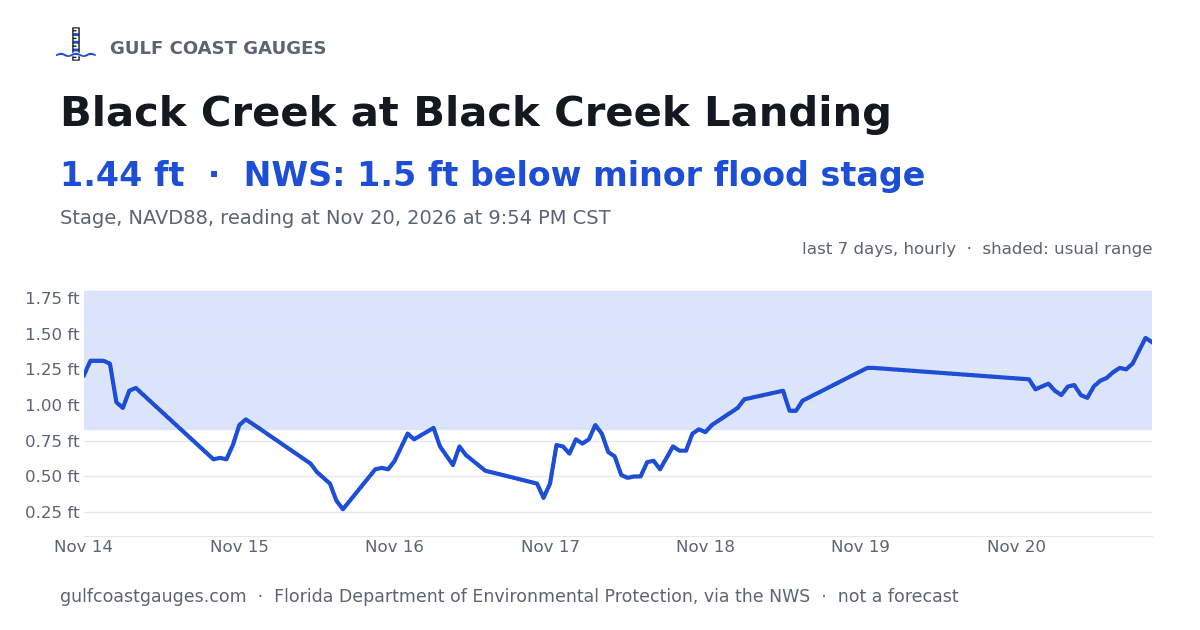 GULF COAST GAUGES
Black Creek at Black Creek Landing
1.44 ft · NWS: 1.5 ft below minor flood stage
Stage, NAVD88, reading at Nov 20, 2026 at 9:54 PM CST
last 7 days, hourly · shaded: usual range
1.75 ft
1.50 ft
1.25 ft
1.00 ft
0.75 ft
0.50 ft
0.25 ft
Nov 14 Nov 15 Nov 16 Nov 17 Nov 18 Nov 19 Nov 20
gulfcoastgauges.com · Florida Department of Environmental Protection, via the NWS · not a forecast